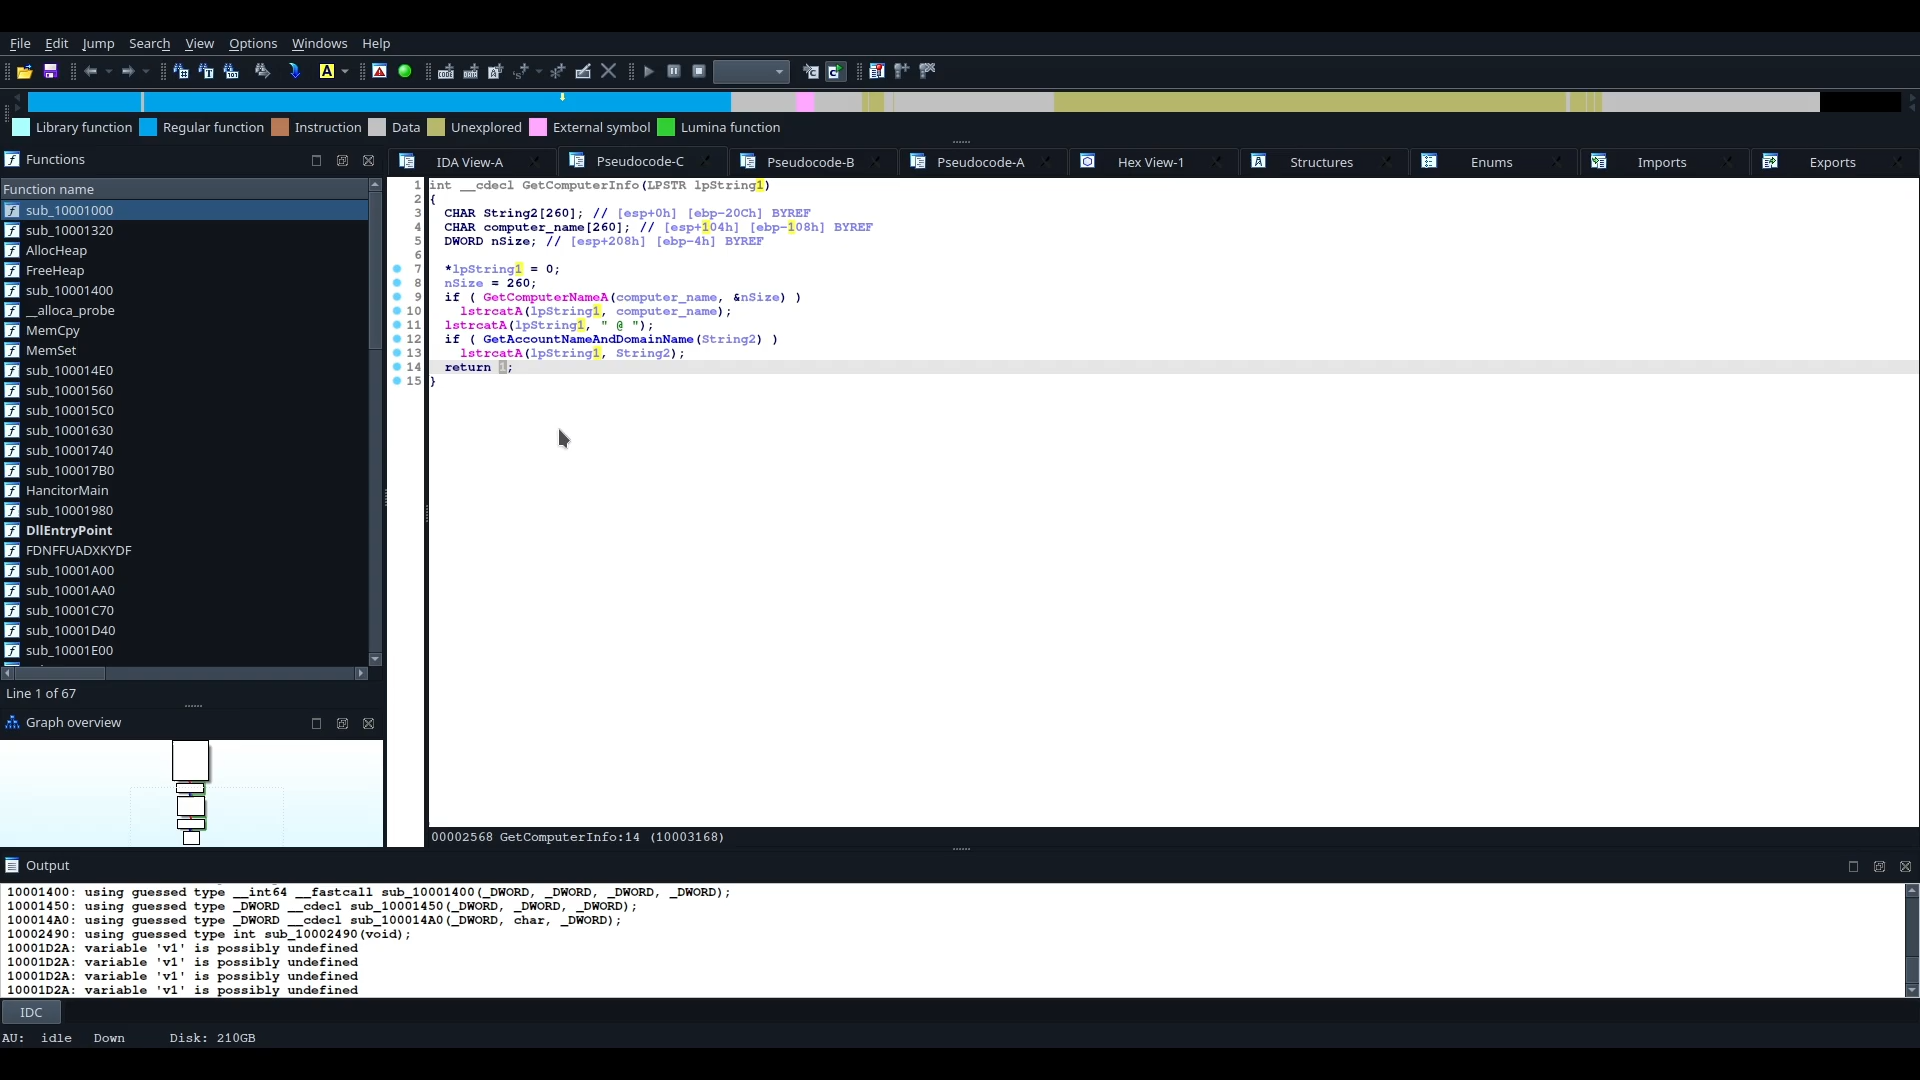 File Edit Jump Search View Options Windows Help
Library function Regular function Instruction Data Unexplored External symbol Lumina function
Functions
Function name
sub_10001000
sub_10001320
AllocHeap
FreeHeap
sub_10001400
__alloca_probe
MemCpy
MemSet
sub_100014E0
sub_10001560
sub_100015C0
sub_10001630
sub_10001740
sub_100017B0
HancitorMain
sub_10001980
DllEntryPoint
FDNFFUADXKYDF
sub_10001A00
sub_10001AA0
sub_10001C70
sub_10001D40
sub_10001E00
Line 1 of 67
Graph overview
IDA View-A Pseudocode-C Pseudocode-B Pseudocode-A Hex View-1 Structures Enums Imports Exports
1 int __cdecl GetComputerInfo(LPSTR lpString1)
2 {
3 CHAR String2[260]; // [esp+0h] [ebp-20Ch] BYREF
4 CHAR computer_name[260]; // [esp+104h] [ebp-108h] BYREF
5 DWORD nSize; // [esp+208h] [ebp-4h] BYREF
6
7 *lpString1 = 0;
8 nSize = 260;
9 if ( GetComputerNameA(computer_name, &nSize) )
10 lstrcatA(lpString1, computer_name);
11 lstrcatA(lpString1, " @ ");
12 if ( GetAccountNameAndDomainName(String2) )
13 lstrcatA(lpString1, String2);
14 return 1;
15 }
00002568 GetComputerInfo:14 (10003168)
Output
10001400: using guessed type __int64 __fastcall sub_10001400(_DWORD, _DWORD, _DWORD, _DWORD);
10001450: using guessed type _DWORD __cdecl sub_10001450(_DWORD, _DWORD, _DWORD);
100014A0: using guessed type _DWORD __cdecl sub_100014A0(_DWORD, char, _DWORD);
10002490: using guessed type int sub_10002490(void);
10001D2A: variable 'v1' is possibly undefined
10001D2A: variable 'v1' is possibly undefined
10001D2A: variable 'v1' is possibly undefined
10001D2A: variable 'v1' is possibly undefined
IDC
AU: idle Down Disk: 210GB